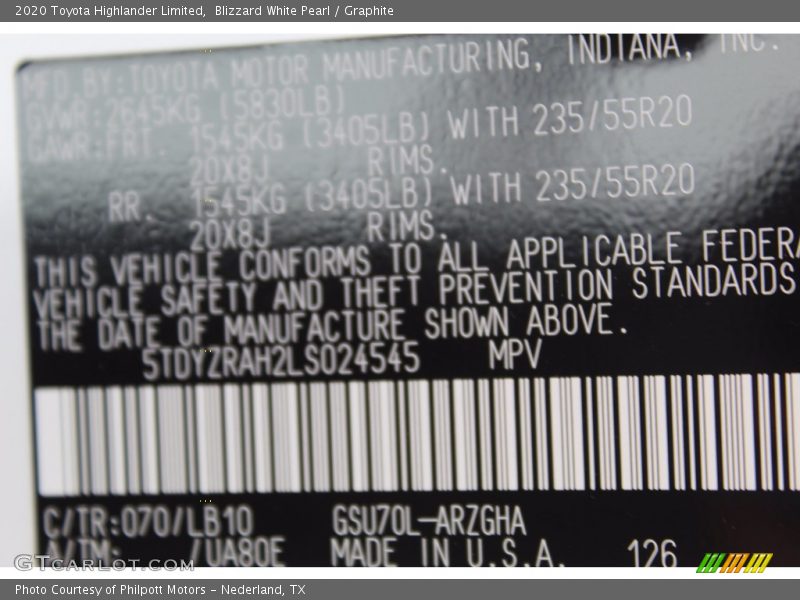 2020 Toyota Highlander Limited, Blizzard White Pearl / Graphite
MFD.BY:TOYOTA MOTOR MANUFACTURING, INDIANA, INC.
GVWR:2645KG (5830LB)
GAWR:FRT. 1545KG (3405LB) WITH 235/55R20
20X8J RIMS.
RR. 1545KG (3405LB) WITH 235/55R20
20X8J RIMS.
THIS VEHICLE CONFORMS TO ALL APPLICABLE FEDERA
VEHICLE SAFETY AND THEFT PREVENTION STANDARDS
THE DATE OF MANUFACTURE SHOWN ABOVE.
5TDYZRAH2LS024545 MPV
C/TR:070/LB10 GSU70L-ARZGHA
A/TM: /UA80E MADE IN U.S.A. 126
GTCARLOT.COM
Photo Courtesy of Philpott Motors - Nederland, TX